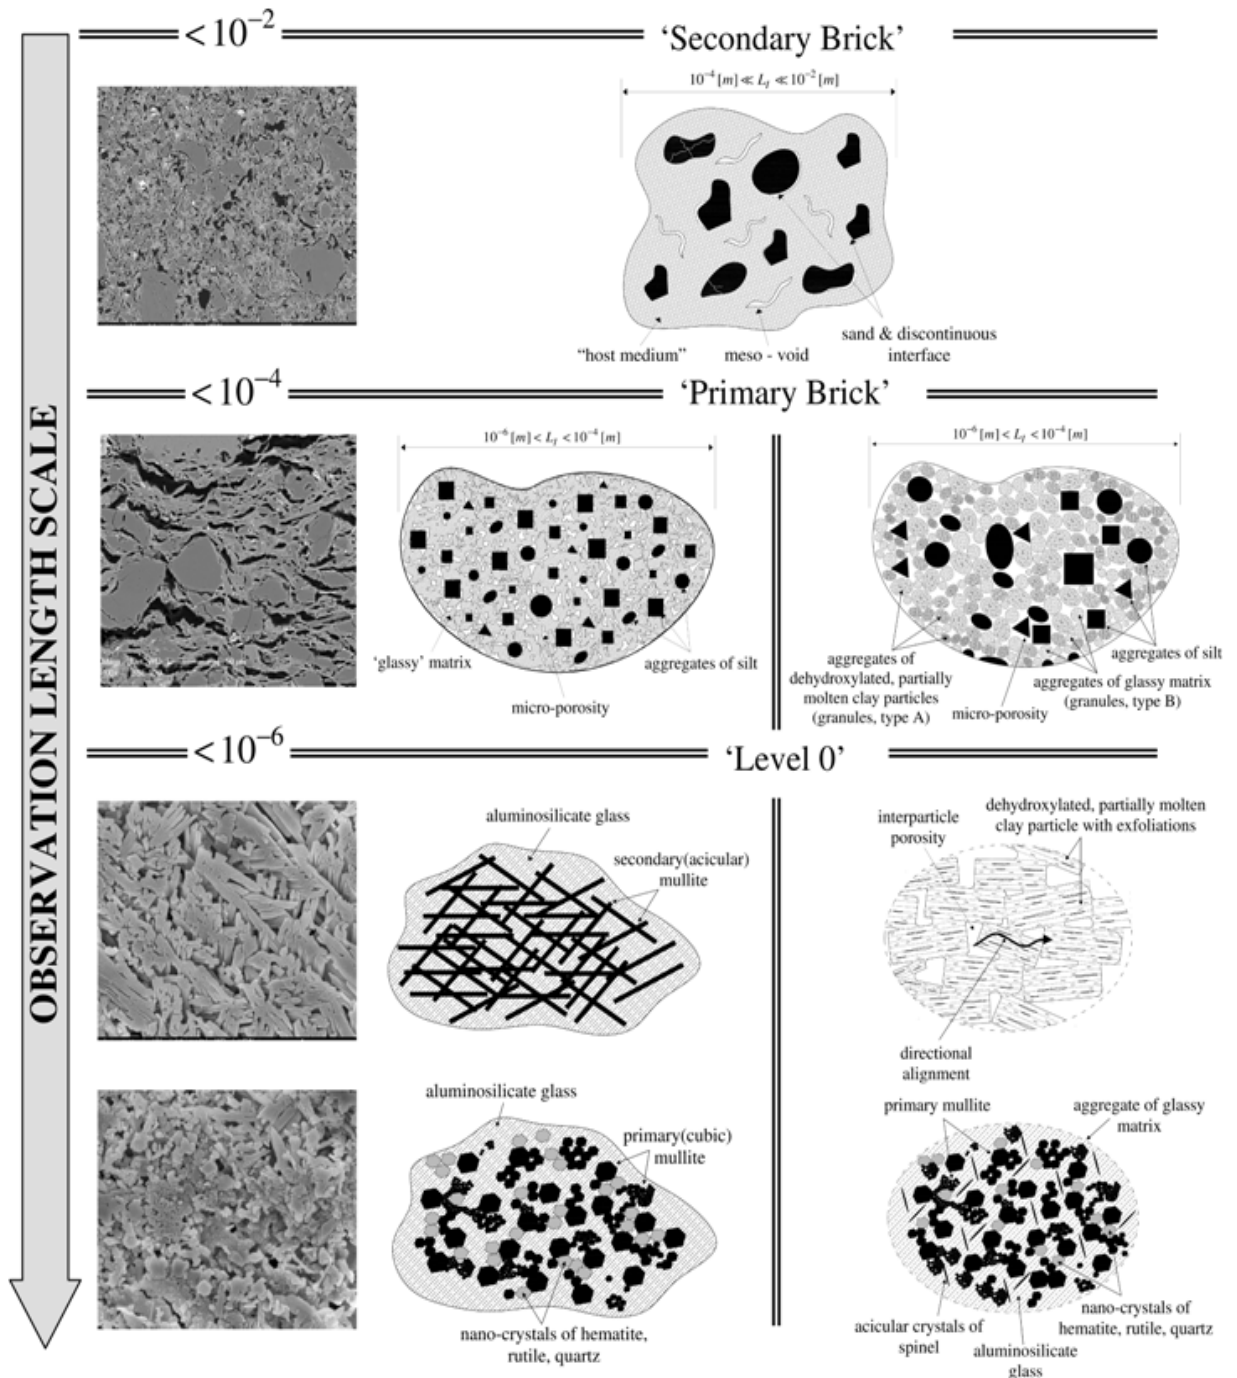 OBSERVATION LENGTH SCALE
< 10⁻²
‘Secondary Brick’
10⁻⁴ [m] ≪ L_I ≪ 10⁻² [m]
“host medium”
meso - void
sand & discontinuous
interface
< 10⁻⁴
‘Primary Brick’
10⁻⁶ [m] < L_I < 10⁻⁴ [m]
‘glassy’ matrix
aggregates of silt
micro-porosity
10⁻⁶ [m] < L_I < 10⁻⁴ [m]
aggregates of
dehydroxylated, partially
molten clay particles
(granules, type A)
micro-porosity
aggregates of silt
aggregates of glassy matrix
(granules, type B)
< 10⁻⁶
‘Level 0’
aluminosilicate glass
secondary(acicular)
mullite
interparticle
porosity
dehydroxylated, partially molten
clay particle with exfoliations
directional
alignment
aluminosilicate glass
primary(cubic)
mullite
nano-crystals of hematite,
rutile, quartz
primary mullite
aggregate of glassy
matrix
acicular crystals of
spinel
aluminosilicate
glass
nano-crystals of
hematite, rutile, quartz